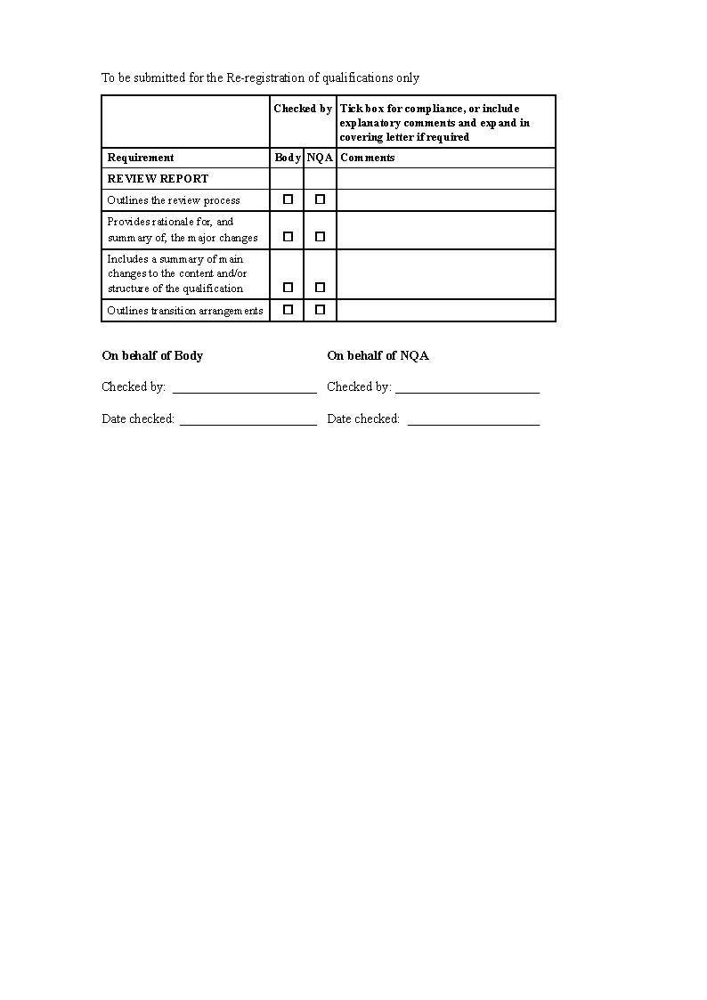 To be submitted for the Re-registration of qualifications only
Checked by
Tick box for compliance, or include
explanatory comments and expand in
covering letter if required
Requirement Body NQA Comments
REVIEW REPORT
Outlines the review process ☐ ☐
Provides rationale for, and
summary of, the major changes ☐ ☐
Includes a summary of main
changes to the content and/or
structure of the qualification ☐ ☐
Outlines transition arrangements ☐ ☐
On behalf of Body On behalf of NQA
Checked by: ______________________ Checked by: ______________________
Date checked: _____________________ Date checked: ____________________